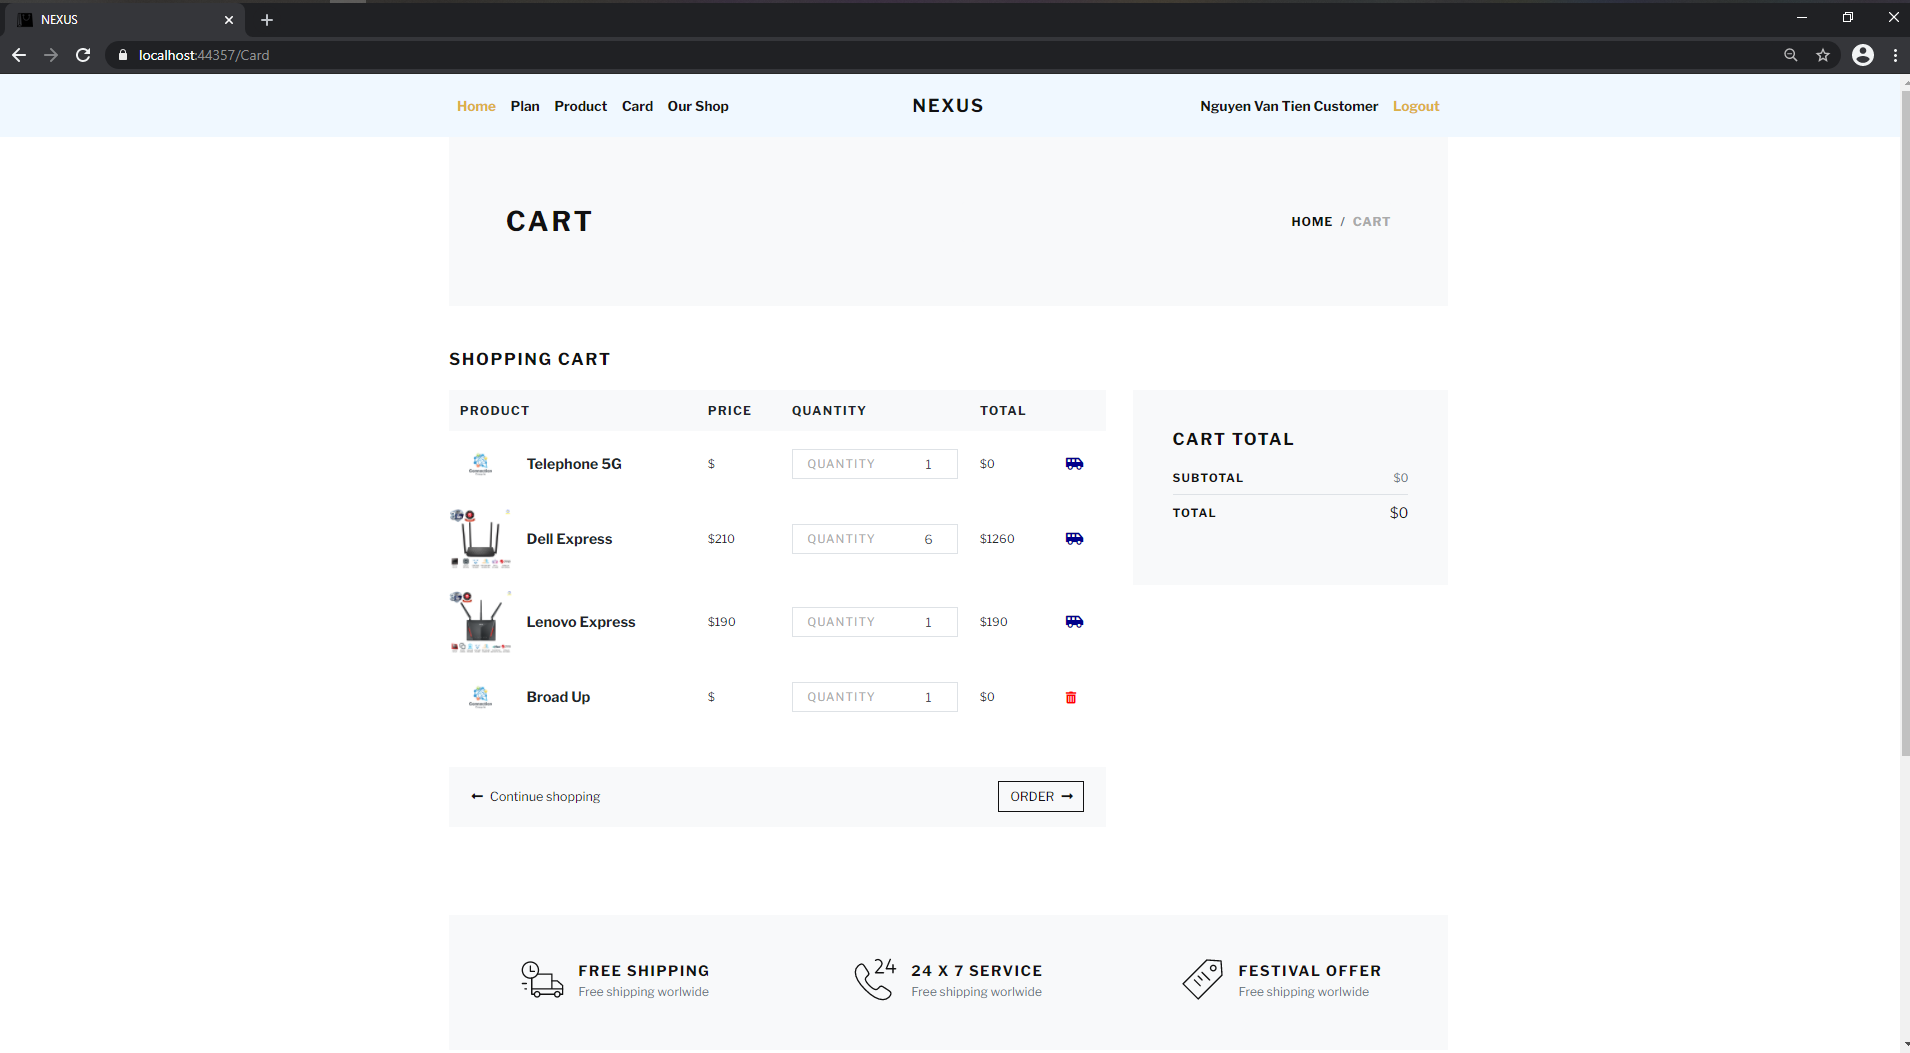 NEXUS
localhost:44357/Card
Home Plan Product Card Our Shop NEXUS Nguyen Van Tien Customer Logout
CART HOME / CART
SHOPPING CART
PRODUCT PRICE QUANTITY TOTAL
Telephone 5G $ QUANTITY 1 $0
Dell Express $210 QUANTITY 6 $1260
Lenovo Express $190 QUANTITY 1 $190
Broad Up $ QUANTITY 1 $0
Continue shopping ORDER
CART TOTAL
SUBTOTAL $0
TOTAL $0
FREE SHIPPING
Free shipping worlwide
24
24 X 7 SERVICE
Free shipping worlwide
FESTIVAL OFFER
Free shipping worlwide